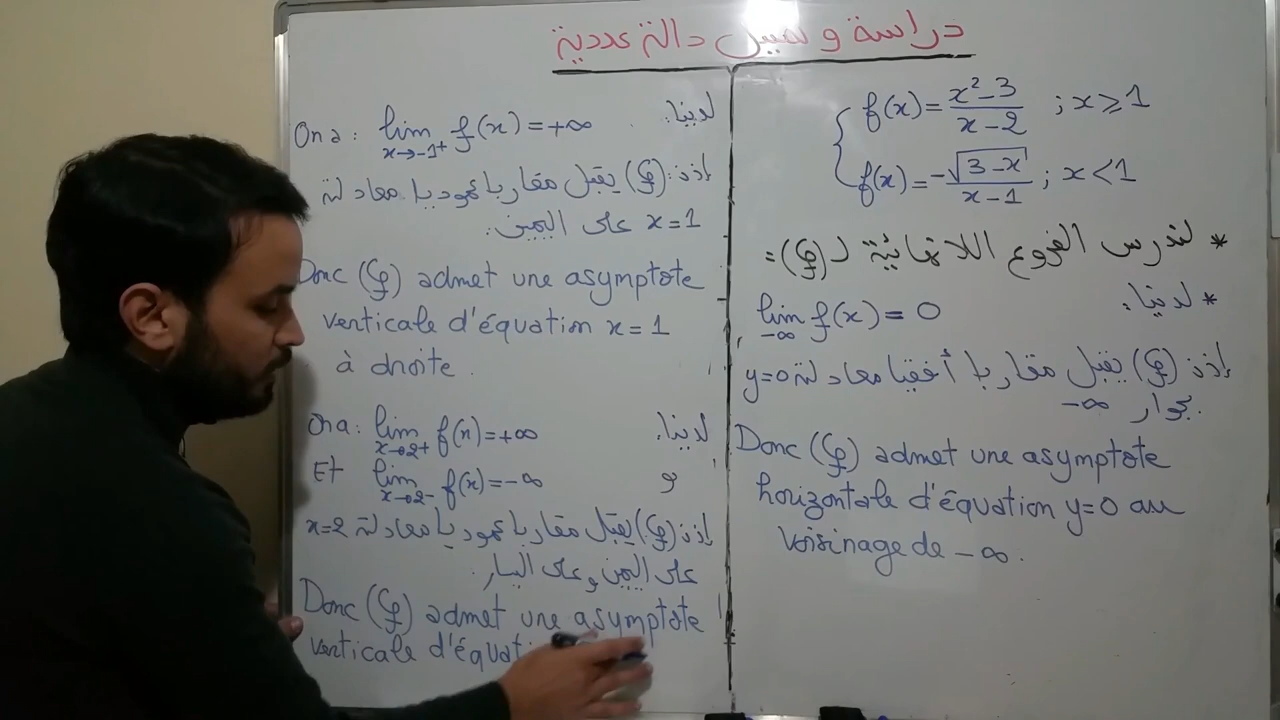 دراسة و تمثيل دالة عددية
f(x) = \frac{x²-3}{x-2} ; x ⩾ 1
f(x) = -\frac{\sqrt{3-x}}{x-1} ; x < 1
* لندرس الفروع اللانهائية لـ (Cf):
* لدينا:
lim_{-∞} f(x) = 0
إذن: (Cf) يقبل مقاربا أفقيا معادلته y=0
بجوار -∞.
Donc (Cf) admet une asymptote
horizontale d'équation y=0 au
voisinage de -∞.
On a: lim_{x→-1+} f(x) = +∞ لدينا:
إذن: (Cf) يقبل مقاربا عموديا معادلته
x=1 على اليمين.
Donc (Cf) admet une asymptote
verticale d'équation x=1
à droite.
On a: lim_{x→2+} f(x) = +∞ لدينا:
Et lim_{x→2-} f(x) = -∞ و
إذن: (Cf) يقبل مقاربا عموديا معادلته x=2
على اليمين وعلى اليسار.
Donc (Cf) admet une asymptote
verticale d'équati